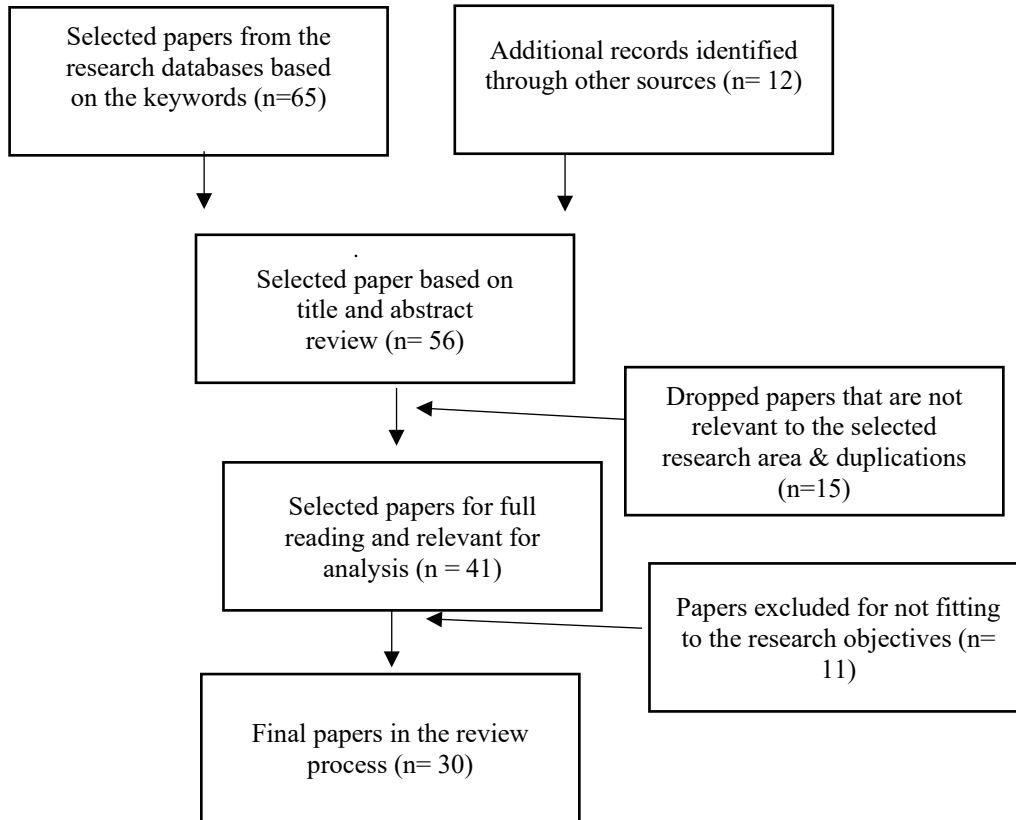 Selected papers from the
research databases based
on the keywords (n=65)
Additional records identified
through other sources (n= 12)
.
Selected paper based on
title and abstract
review (n= 56)
Dropped papers that are not
relevant to the selected
research area & duplications
(n=15)
Selected papers for full
reading and relevant for
analysis (n = 41)
Papers excluded for not fitting
to the research objectives (n=
11)
Final papers in the review
process (n= 30)